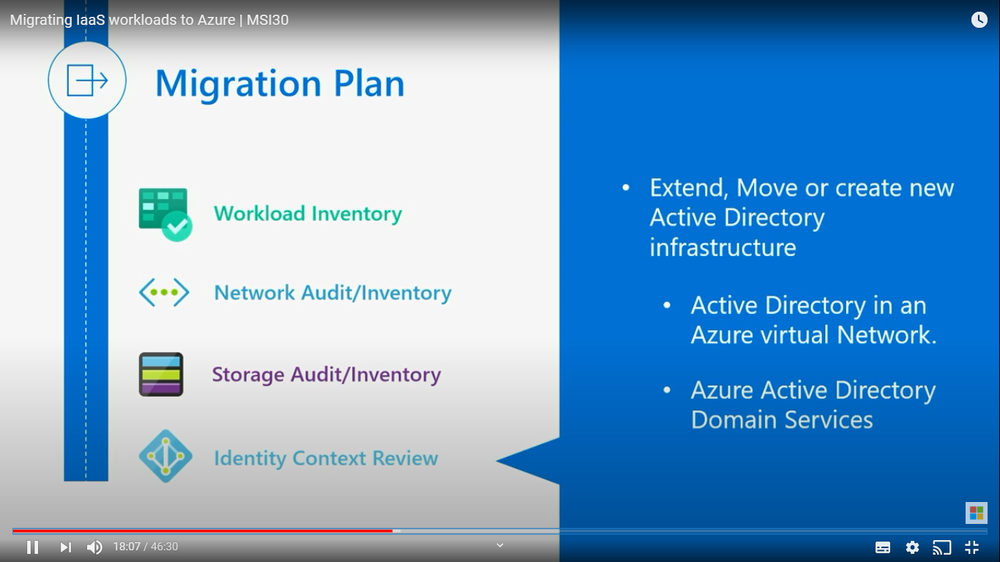 Migrating IaaS workloads to Azure | MSI30
Migration Plan
Workload Inventory
Network Audit/Inventory
Storage Audit/Inventory
Identity Context Review
• Extend, Move or create new
Active Directory
infrastructure
• Active Directory in an
Azure virtual Network.
• Azure Active Directory
Domain Services
18:07 / 46:30